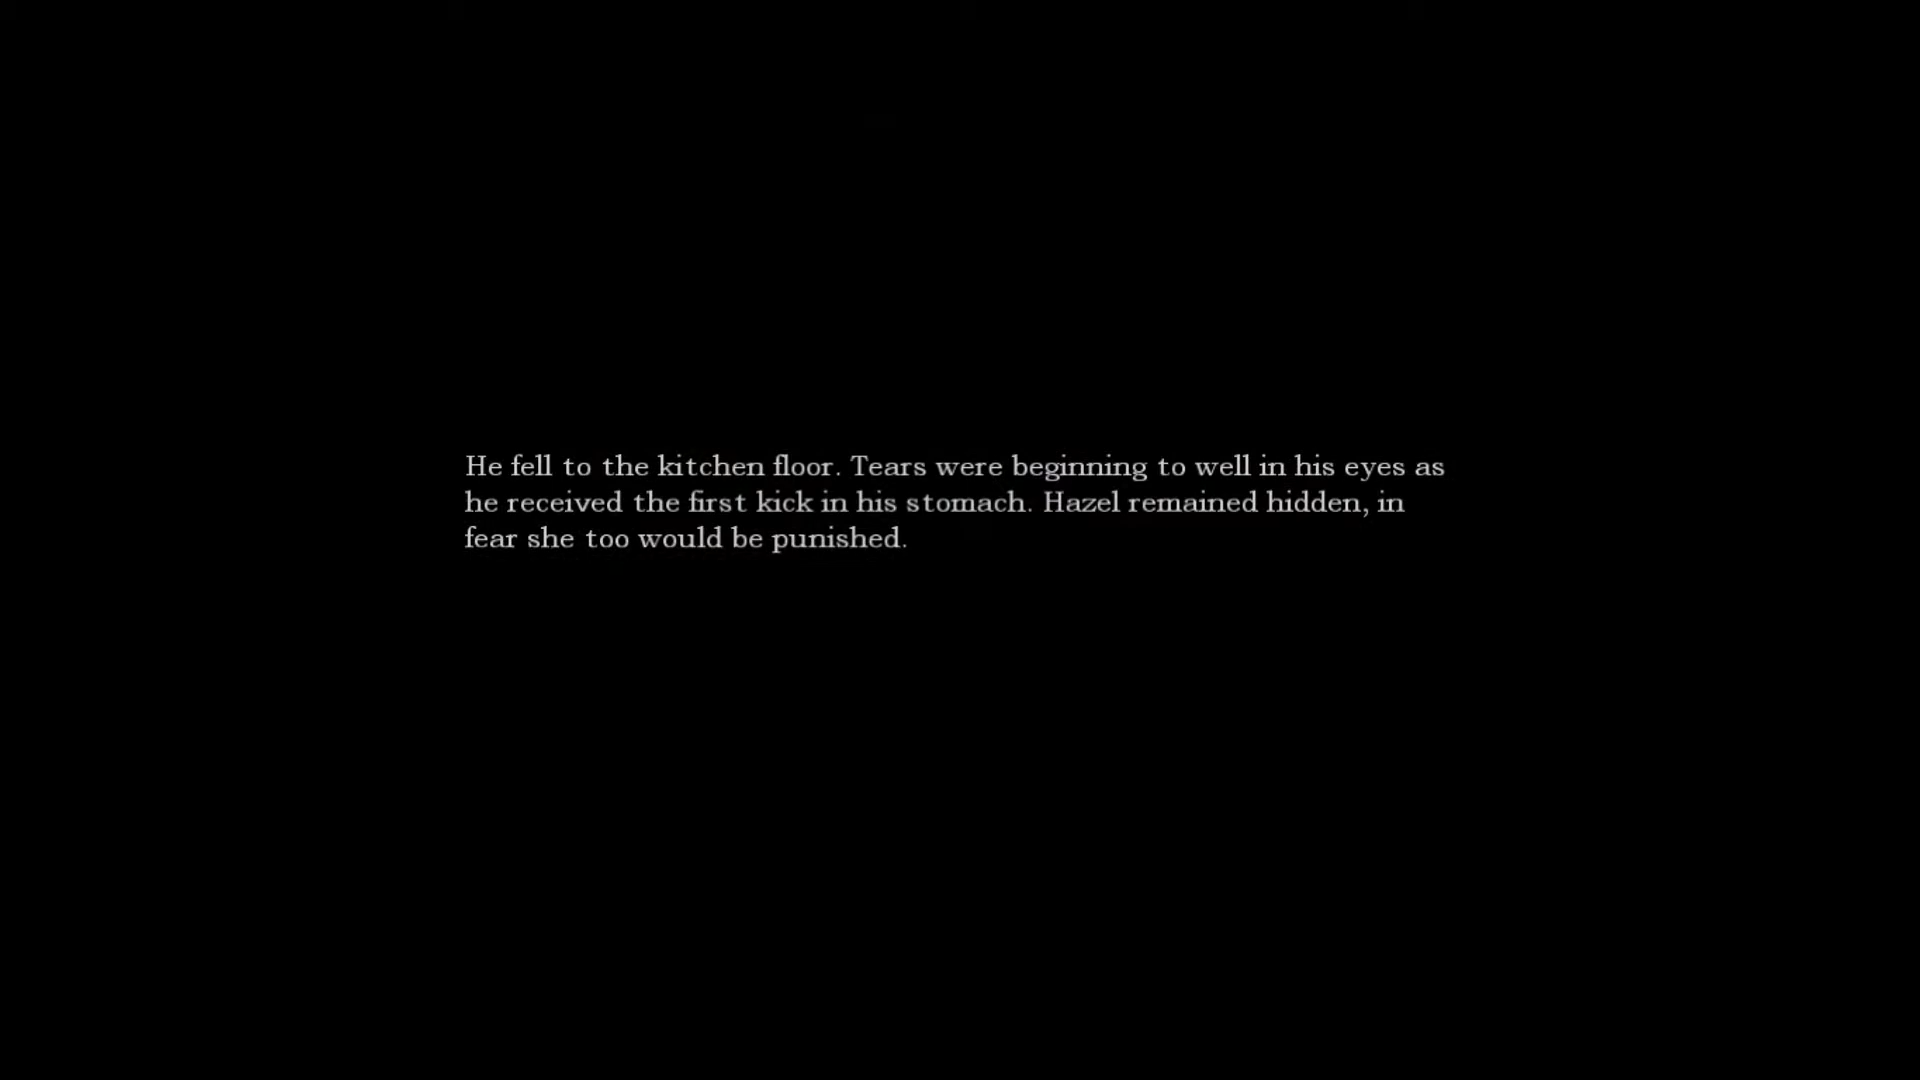 He fell to the kitchen floor. Tears were beginning to well in his eyes as
he received the first kick in his stomach. Hazel remained hidden, in
fear she too would be punished.